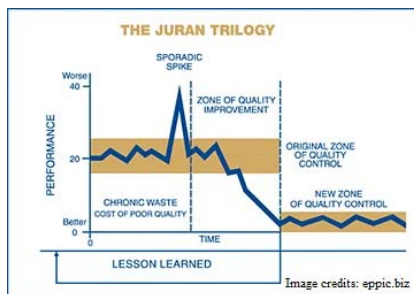 THE JURAN TRILOGY
SPORADIC
SPIKE
Worse
40
ZONE OF QUALITY
IMPROVEMENT
ORIGINAL ZONE
OF QUALITY
CONTROL
PERFORMANCE
20
CHRONIC WASTE
COST OF POOR QUALITY
NEW ZONE
OF QUALITY CONTROL
Better
0
0
TIME
LESSON LEARNED
Image credits: eppic.biz